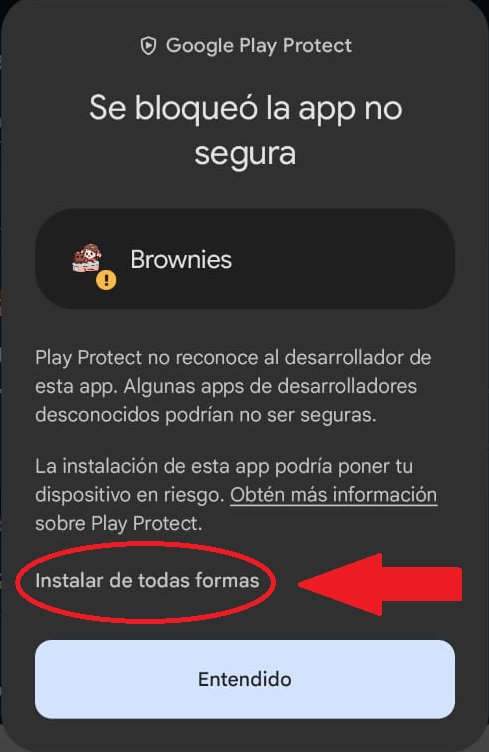 Google Play Protect
Se bloqueó la app no
segura
Brownies
Play Protect no reconoce al desarrollador de
esta app. Algunas apps de desarrolladores
desconocidos podrían no ser seguras.
La instalación de esta app podría poner tu
dispositivo en riesgo. Obtén más información
sobre Play Protect.
Instalar de todas formas
Entendido